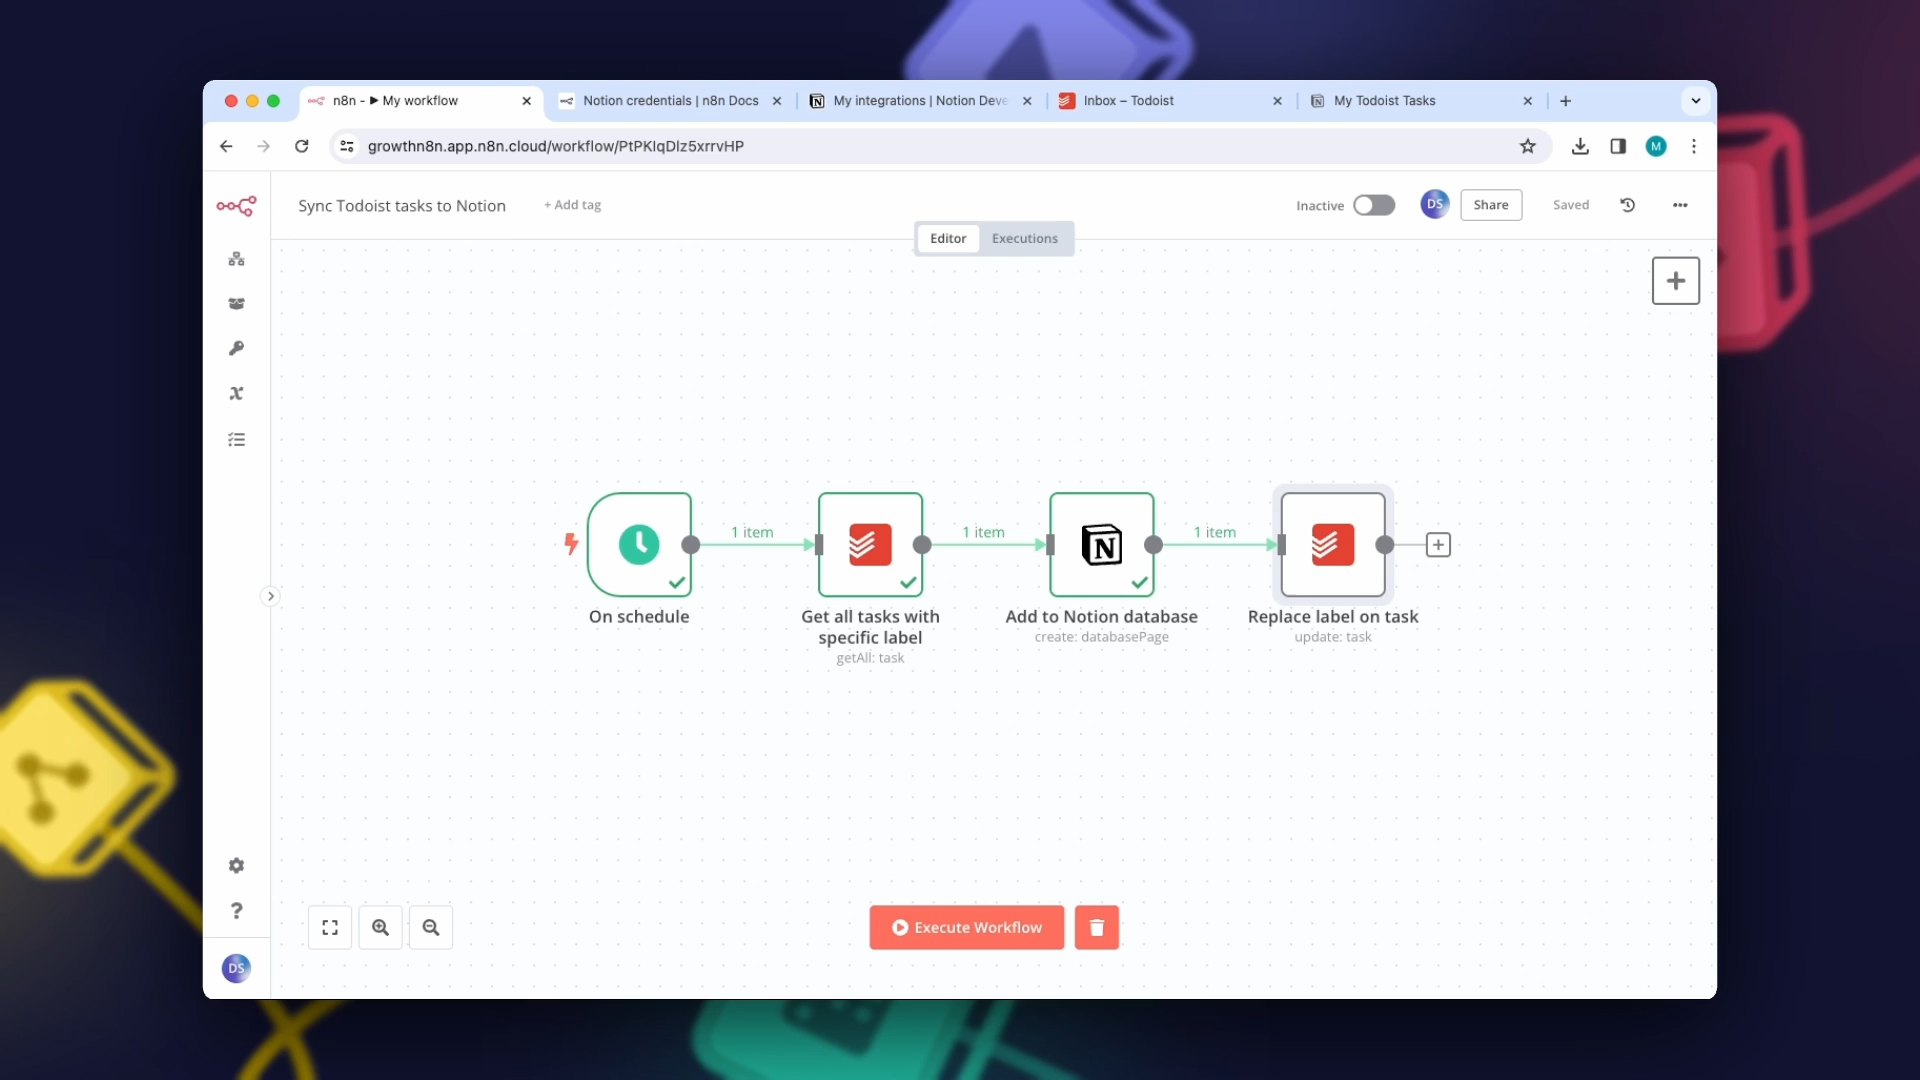 n8n - ▶ My workflow
Notion credentials | n8n Docs
My integrations | Notion Deve
Inbox – Todoist
My Todoist Tasks
growthn8n.app.n8n.cloud/workflow/PtPKlqDlz5xrrvHP
M
Sync Todoist tasks to Notion
+ Add tag
Inactive
DS
Share
Saved
Editor
Executions
1 item
1 item
1 item
On schedule
Get all tasks with
specific label
getAll: task
Add to Notion database
create: databasePage
Replace label on task
update: task
Execute Workflow
DS